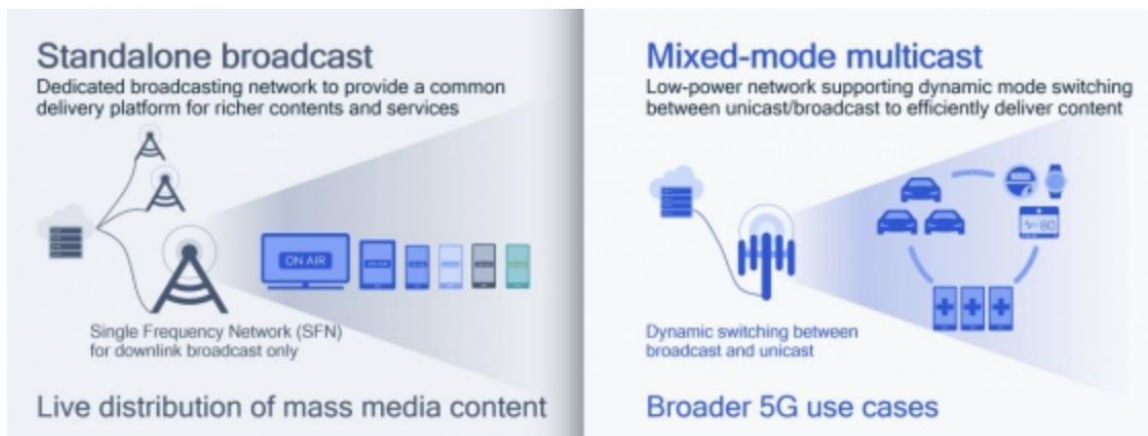 Standalone broadcast
Dedicated broadcasting network to provide a common
delivery platform for richer contents and services
ON AIR
Single Frequency Network (SFN)
for downlink broadcast only
Live distribution of mass media content
Mixed-mode multicast
Low-power network supporting dynamic mode switching
between unicast/broadcast to efficiently deliver content
80
Dynamic switching between
broadcast and unicast
Broader 5G use cases